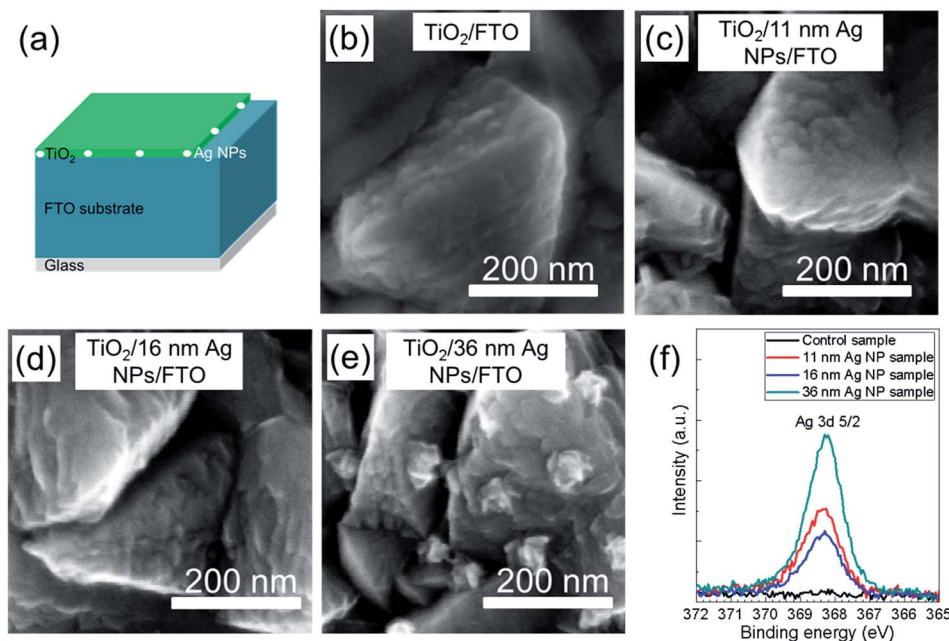 (a)
TiO₂
Ag NPs
FTO substrate
Glass
(b)
TiO₂/FTO
200 nm
(c)
TiO₂/11 nm Ag
NPs/FTO
200 nm
(d)
TiO₂/16 nm Ag
NPs/FTO
200 nm
(e)
TiO₂/36 nm Ag
NPs/FTO
200 nm
(f)
Control sample
11 nm Ag NP sample
16 nm Ag NP sample
36 nm Ag NP sample
Ag 3d 5/2
Intensity (a.u.)
372 371 370 369 368 367 366 365
Binding energy (eV)